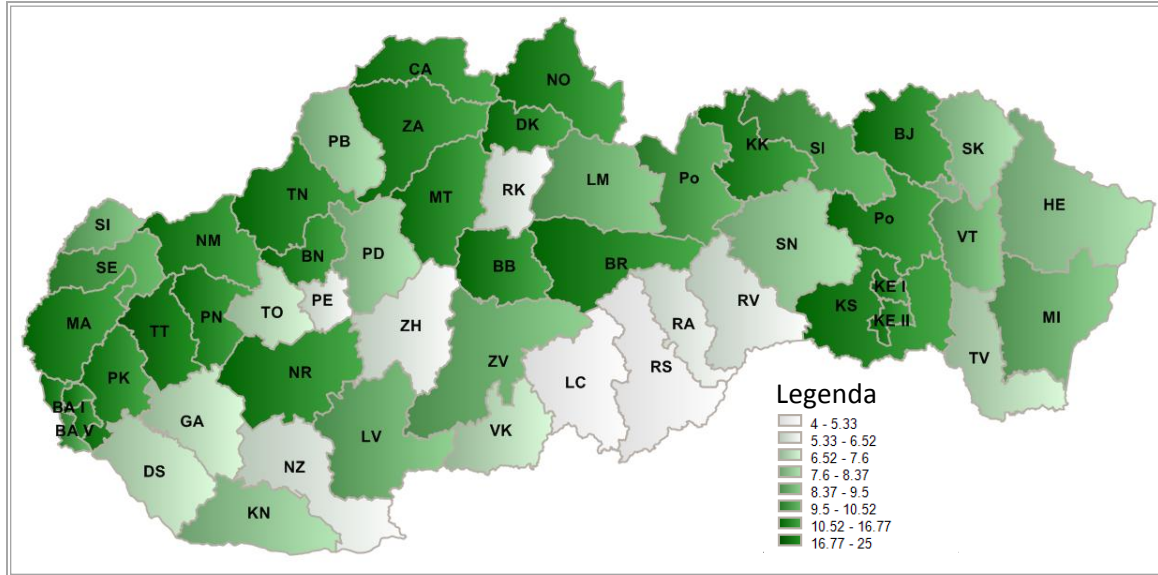 CA
NO
PB
ZA
DK
KK
SI
BJ
SK
TN
MT
RK
LM
Po
HE
SI
NM
BN
PD
BB
BR
SN
Po
VT
SE
PE
TO
ZH
RV
KE I
MA
TT
PN
RA
KS
KE II
MI
PK
NR
ZV
LC
RS
TV
BA I
BA V
GA
LV
VK
DS
NZ
KN
Legenda
4 - 5.33
5.33 - 6.52
6.52 - 7.6
7.6 - 8.37
8.37 - 9.5
9.5 - 10.52
10.52 - 16.77
16.77 - 25